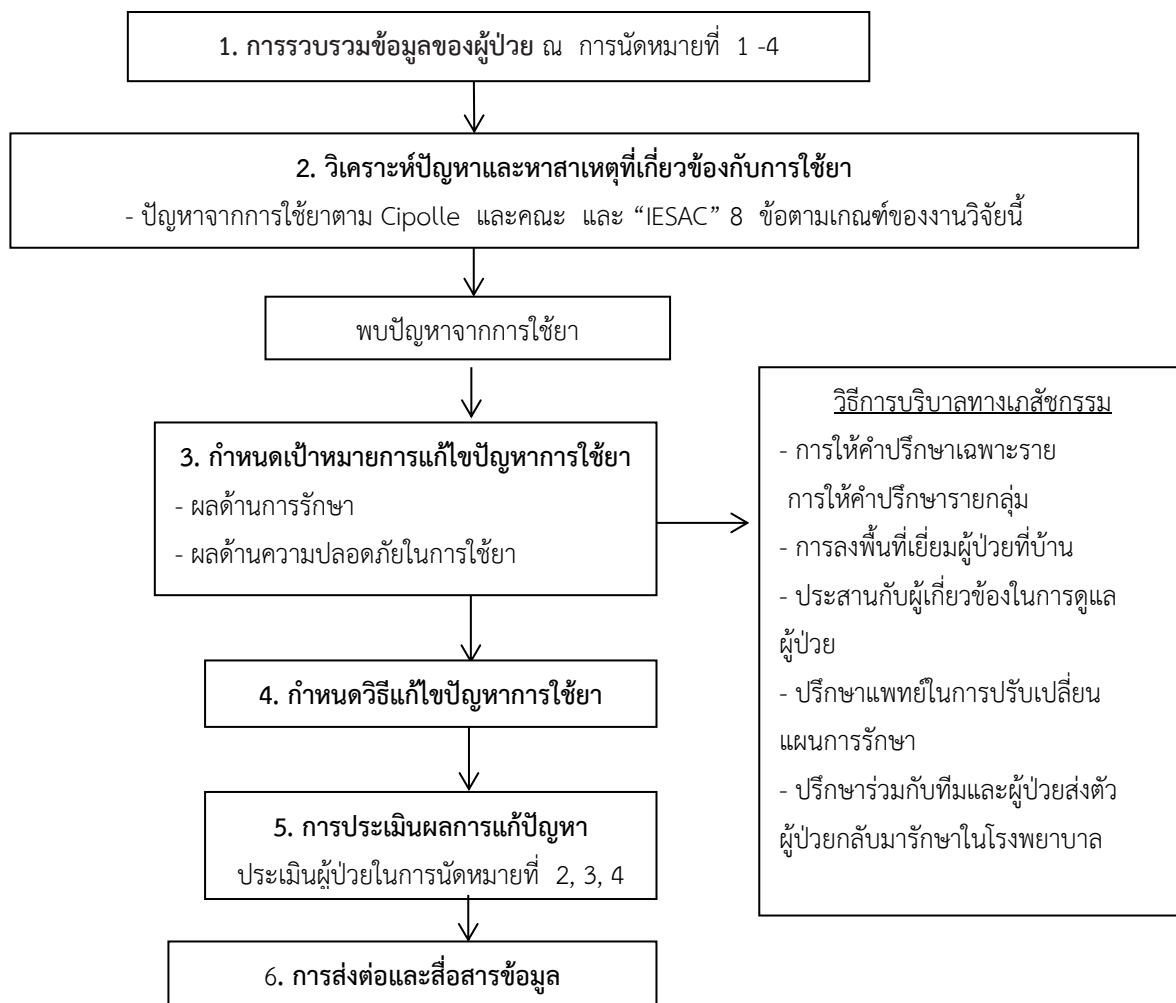 1. การรวบรวมข้อมูลของผู้ป่วย ณ การนัดหมายที่ 1 -4
2. วิเคราะห์ปัญหาและหาสาเหตุที่เกี่ยวข้องกับการใช้ยา
- ปัญหาจากการใช้ยาตาม Cipolle และคณะ และ “IESAC” 8 ข้อตามเกณฑ์ของงานวิจัยนี้
พบปัญหาจากการใช้ยา
3. กำหนดเป้าหมายการแก้ไขปัญหาการใช้ยา
- ผลด้านการรักษา
- ผลด้านความปลอดภัยในการใช้ยา
วิธีการบริบาลทางเภสัชกรรม
- การให้คำปรึกษาเฉพาะราย
การให้คำปรึกษารายกลุ่ม
- การลงพื้นที่เยี่ยมผู้ป่วยที่บ้าน
- ประสานกับผู้เกี่ยวข้องในการดูแล
ผู้ป่วย
- ปรึกษาแพทย์ในการปรับเปลี่ยน
แผนการรักษา
- ปรึกษาร่วมกับทีมและผู้ป่วยส่งตัว
ผู้ป่วยกลับมารักษาในโรงพยาบาล
4. กำหนดวิธีแก้ไขปัญหาการใช้ยา
5. การประเมินผลการแก้ปัญหา
ประเมินผู้ป่วยในการนัดหมายที่ 2, 3, 4
6. การส่งต่อและสื่อสารข้อมูล